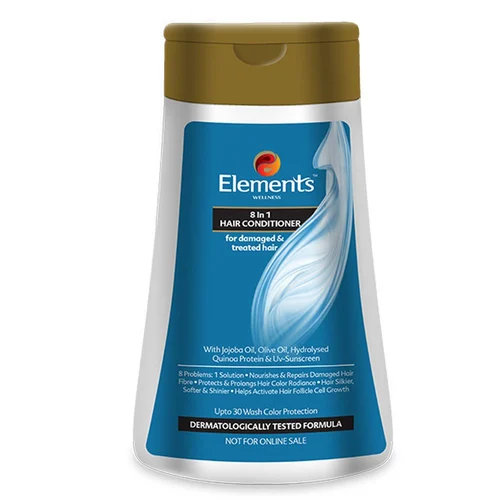 Elements™
WELLNESS
8 In 1
HAIR CONDITIONER
for damaged &
treated hair
With Jojoba Oil, Olive Oil, Hydrolysed
Quinoa Protein & Uv-Sunscreen
8 Problems: 1 Solution • Nourishes & Repairs Damaged Hair
Fibre • Protects & Prolongs Hair Color Radiance • Hair Silkier,
Softer & Shinier • Helps Activate Hair Follicle Cell Growth
Upto 30 Wash Color Protection
DERMATOLOGICALLY TESTED FORMULA
NOT FOR ONLINE SALE